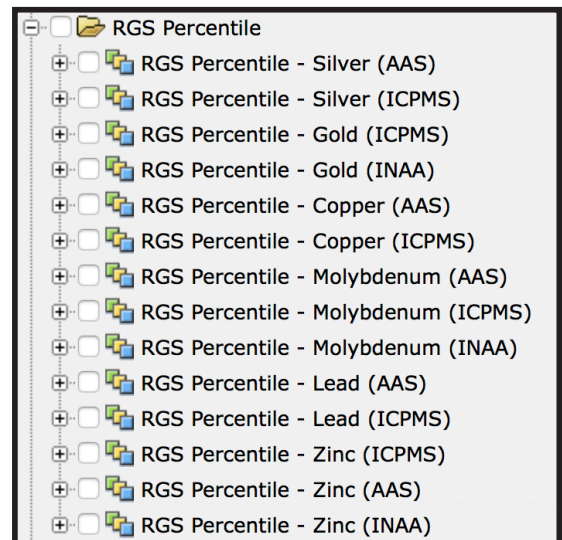 RGS Percentile
RGS Percentile - Silver (AAS)
RGS Percentile - Silver (ICPMS)
RGS Percentile - Gold (ICPMS)
RGS Percentile - Gold (INAA)
RGS Percentile - Copper (AAS)
RGS Percentile - Copper (ICPMS)
RGS Percentile - Molybdenum (AAS)
RGS Percentile - Molybdenum (ICPMS)
RGS Percentile - Molybdenum (INAA)
RGS Percentile - Lead (AAS)
RGS Percentile - Lead (ICPMS)
RGS Percentile - Zinc (ICPMS)
RGS Percentile - Zinc (AAS)
RGS Percentile - Zinc (INAA)